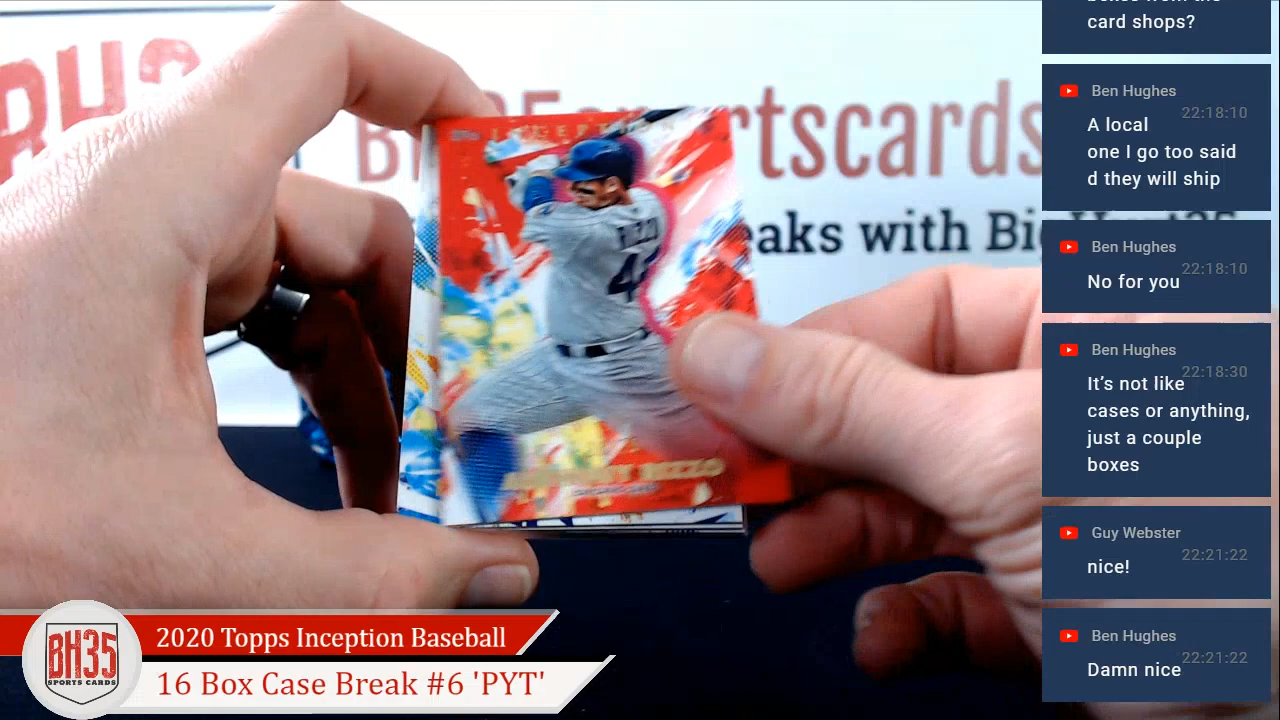 card shops?
Ben Hughes
22:18:10
A local
one I go too said
d they will ship
Ben Hughes
22:18:10
No for you
Ben Hughes
22:18:30
It’s not like
cases or anything,
just a couple
boxes
Guy Webster
22:21:22
nice!
Ben Hughes
22:21:22
Damn nice
RIZZO
44
ANTHONY RIZZO
2020 Topps Inception Baseball
16 Box Case Break #6 'PYT'
BH35
SPORTS CARDS